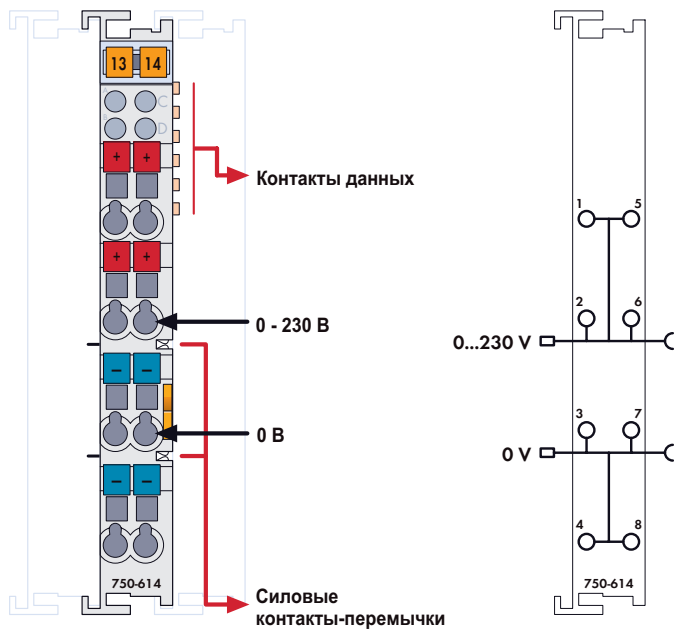 13 14
A C
B D
+ +
Контакты данных
+ +
0 - 230 В
− −
0 В
− −
750-614
Силовые
контакты-перемычки
1 5
2 6
0...230 V
3 7
0 V
4 8
750-614